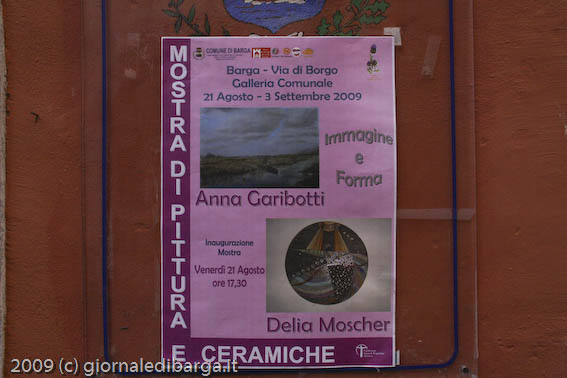 COMUNE DI BARGA
Barga - Via di Borgo
Galleria Comunale
21 Agosto - 3 Settembre 2009
Immagine
e
Forma
Anna Garibotti
Inaugurazione
Mostra
Venerdì 21 Agosto
ore 17,30
Delia Moscher
MOSTRA DI PITTURA
E CERAMICHE
2009 (c) giornaledibarga.it